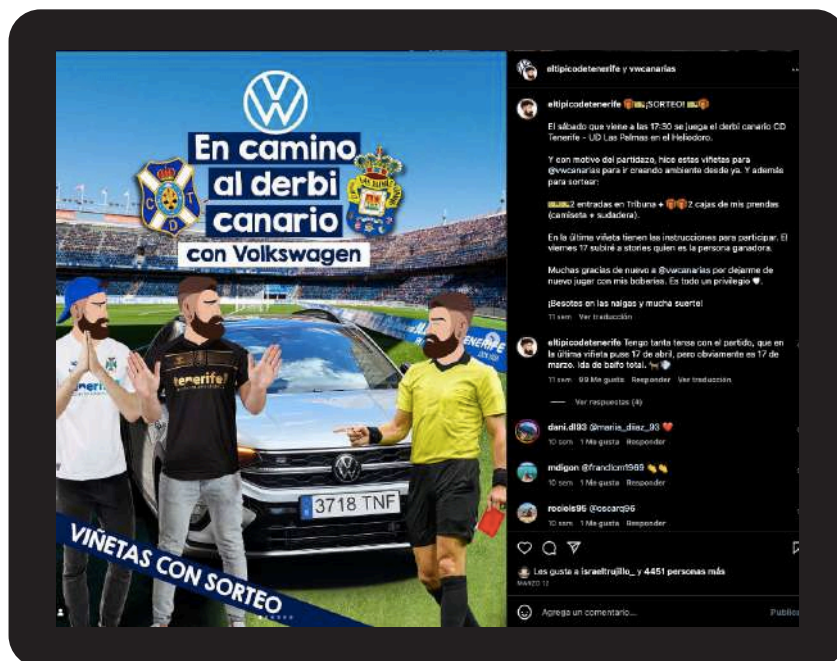 En camino
al derbi
canario
con Volkswagen
C T
D
TENERIFE
tenerife
tenerife?
3718 TNF
VIÑETAS CON SORTEO
eltipicodetenerife y vwcanarias
eltipicodetenerife 🎁🎫¡SORTEO! 🎫🎁
El sábado que viene a las 17:30 se juega el derbi canario CD
Tenerife - UD Las Palmas en el Heliodoro.
Y con motivo del partidazo, hice estas viñetas para
@vwcanarias para ir creando ambiente desde ya. Y además
para sortear:
🎫🎫2 entradas en Tribuna + 🎁🎁2 cajas de mis prendas
(camiseta + sudadera).
En la última viñeta tienen las instrucciones para participar. El
viernes 17 subiré a stories quien es la persona ganadora.
Muchas gracias de nuevo a @vwcanarias por dejarme de
nuevo jugar con mis boberías. Es todo un privilegio 🖤.
¡Besotes en las nalgas y mucha suerte!
11 sem Ver traducción
eltipicodetenerife Tengo tanta tensa con el partido, que en
la última viñeta puse 17 de abril, pero obviamente es 17 de
marzo. Ida de baifo total. 🐐💨
11 sem 99 Me gusta Responder Ver traducción
Ver respuestas (4)
dani.dl93 @maria_diiaz_93 ❤️
10 sem 1 Me gusta Responder
mdigon @frandlcm1969 👏👏
10 sem 1 Me gusta Responder
rociols95 @oscarq96
10 sem 1 Me gusta Responder
Les gusta a israeltrujillo_ y 4451 personas más
MARZO 12
Agrega un comentario...
Publica